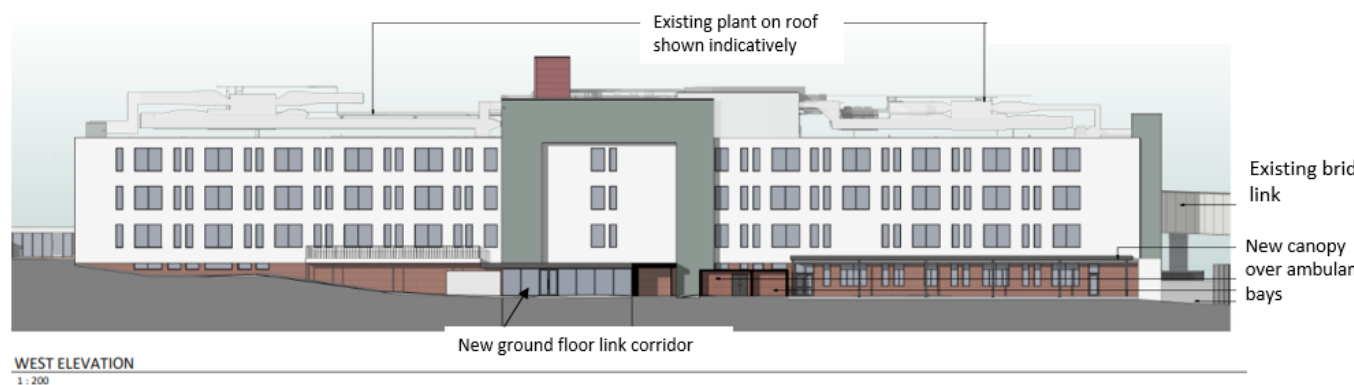 Existing plant on roof
shown indicatively
Existing brid
link
New canopy
over ambular
bays
New ground floor link corridor
WEST ELEVATION
1 : 200